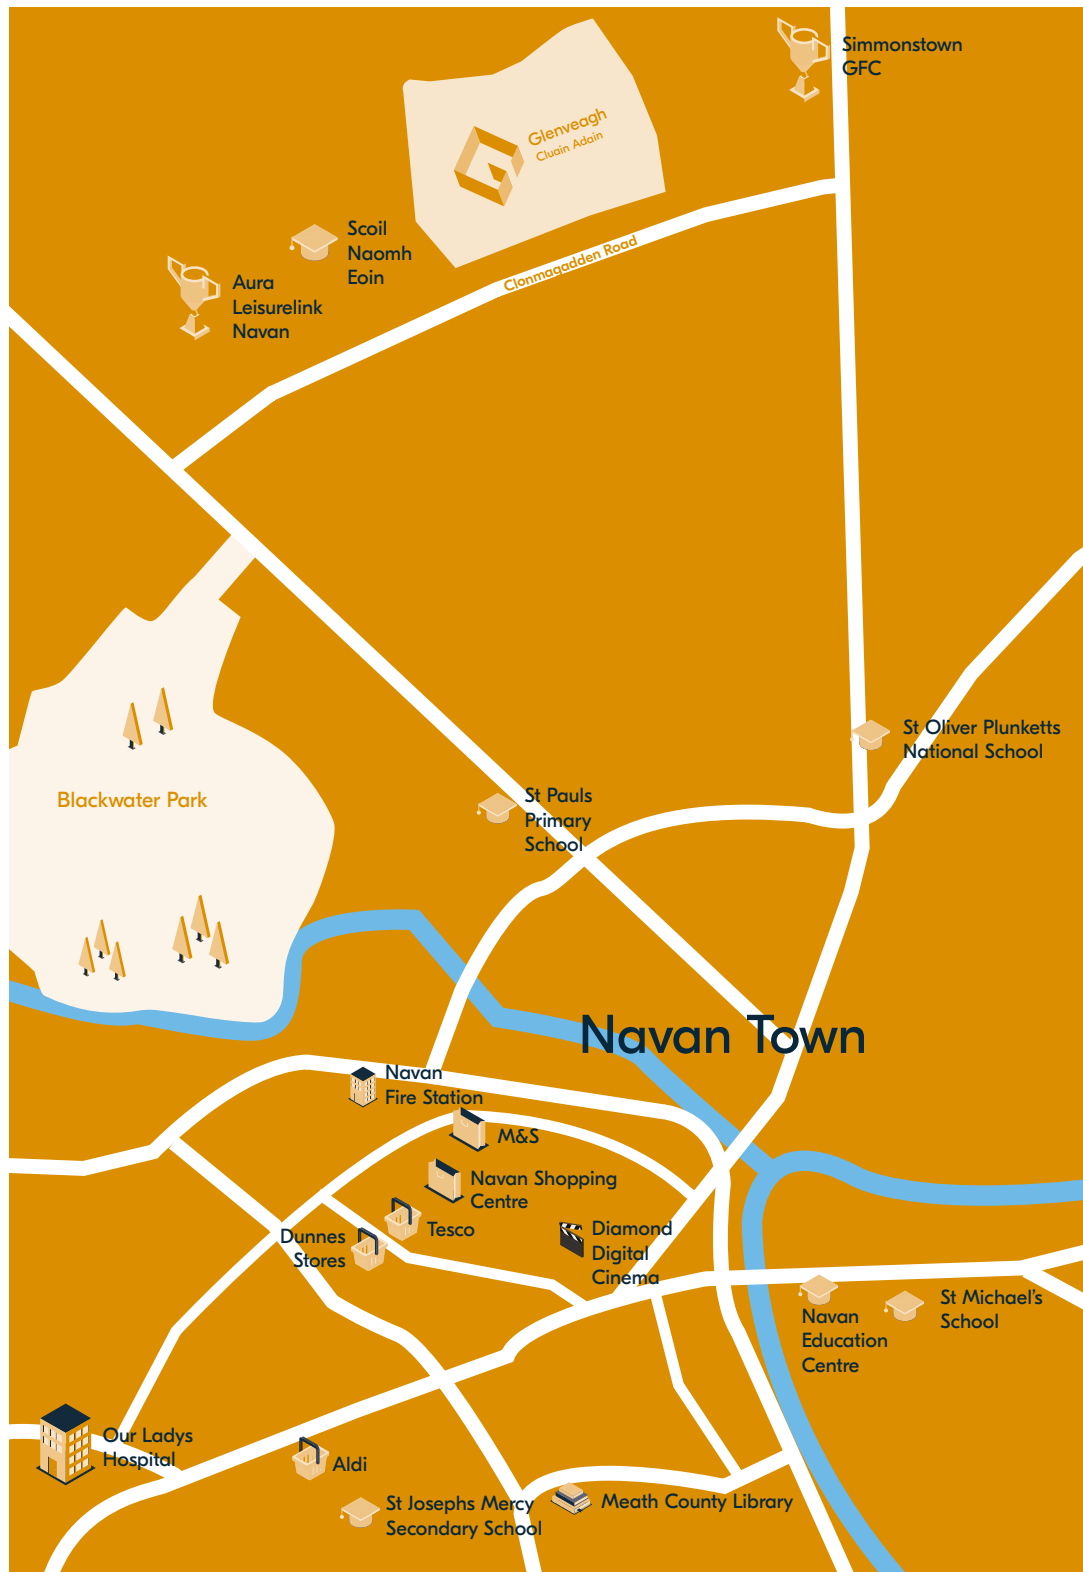 Simmonstown
GFC
Glenveagh
Cluain Adain
Scoil
Naomh
Eoin
Clonmagadden Road
Aura
Leisurelink
Navan
St Oliver Plunketts
National School
Blackwater Park
St Pauls
Primary
School
Navan Town
Navan
Fire Station
M&S
Navan Shopping
Centre
Tesco
Dunnes
Stores
Diamond
Digital
Cinema
St Michael's
School
Navan
Education
Centre
Our Ladys
Hospital
Aldi
St Josephs Mercy
Secondary School
Meath County Library